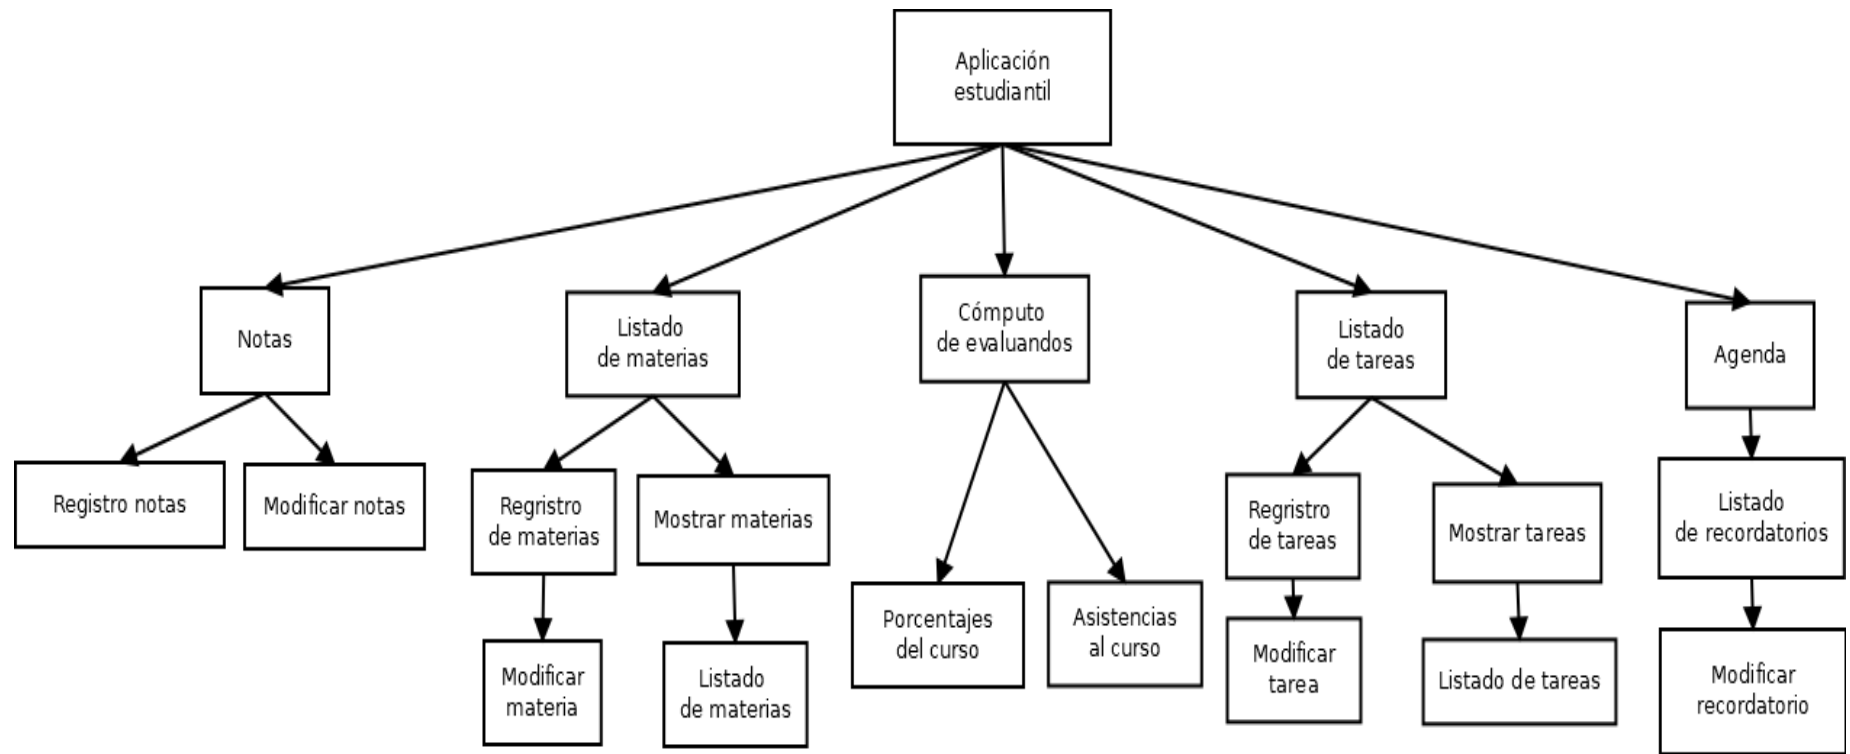 Aplicación
estudiantil
Notas
Listado
de materias
Cómputo
de evaluandos
Listado
de tareas
Agenda
Registro notas
Modificar notas
Regristro
de materias
Mostrar materias
Porcentajes
del curso
Asistencias
al curso
Regristro
de tareas
Mostrar tareas
Listado
de recordatorios
Modificar
materia
Listado
de materias
Modificar
tarea
Listado de tareas
Modificar
recordatorio